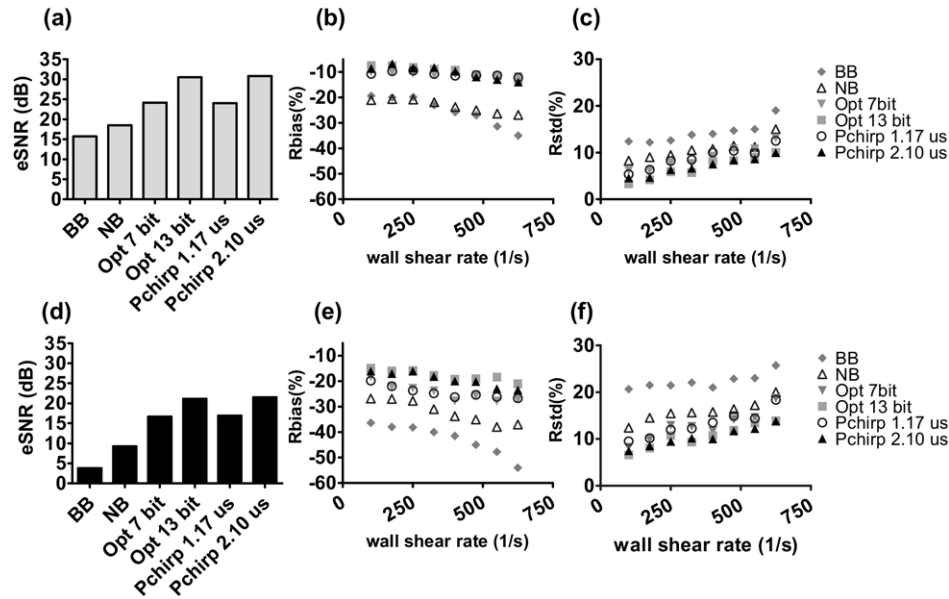 (a)
eSNR (dB)
35
30
25
20
15
10
5
0
BB
NB
Opt 7 bit
Opt 13 bit
Pchirp 1.17 us
Pchirp 2.10 us
(b)
Rbias(%)
-10
-20
-30
-40
-50
-60
0
250
500
750
wall shear rate (1/s)
(c)
Rstd(%)
30
20
10
0
0
250
500
750
wall shear rate (1/s)
BB
NB
Opt 7bit
Opt 13 bit
Pchirp 1.17 us
Pchirp 2.10 us
(d)
eSNR (dB)
35
30
25
20
15
10
5
0
BB
NB
Opt 7 bit
Opt 13 bit
Pchirp 1.17 us
Pchirp 2.10 us
(e)
Rbias(%)
-10
-20
-30
-40
-50
-60
0
250
500
750
wall shear rate (1/s)
(f)
Rstd(%)
30
20
10
0
0
250
500
750
wall shear rate (1/s)
BB
NB
Opt 7bit
Opt 13 bit
Pchirp 1.17 us
Pchirp 2.10 us